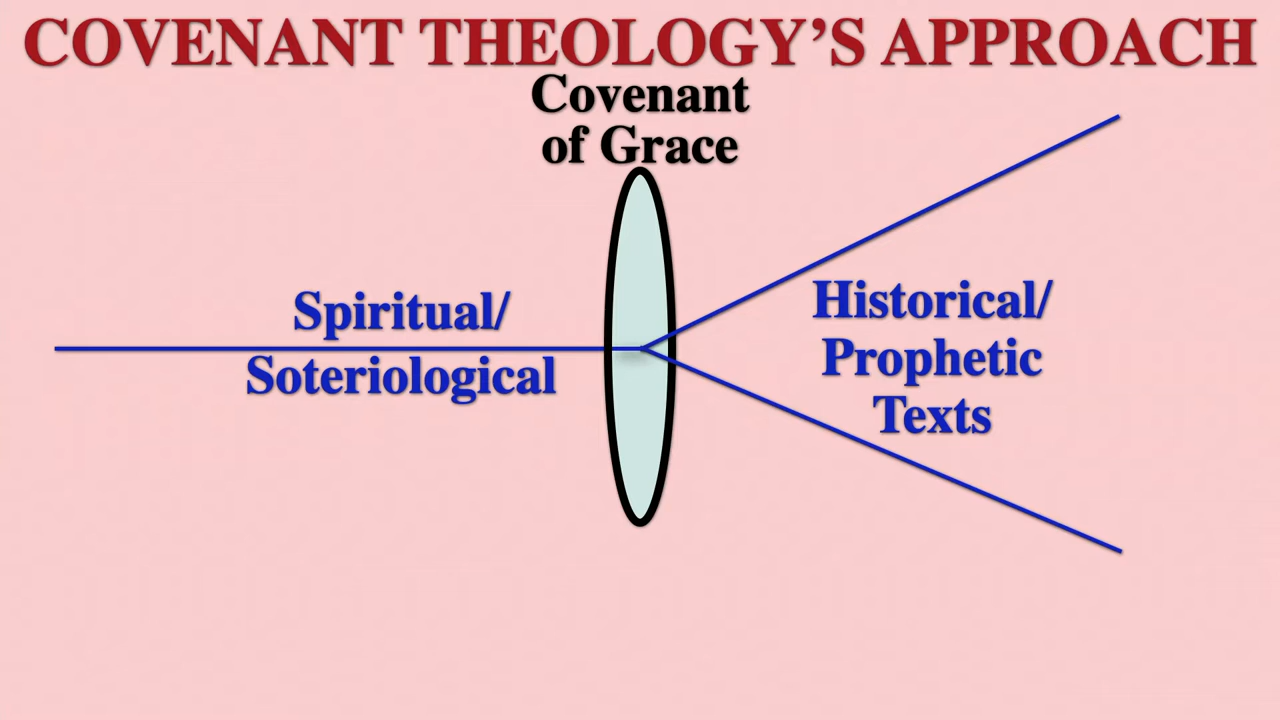 COVENANT THEOLOGY’S APPROACH
Covenant
of Grace
Spiritual/
Soteriological
Historical/
Prophetic
Texts